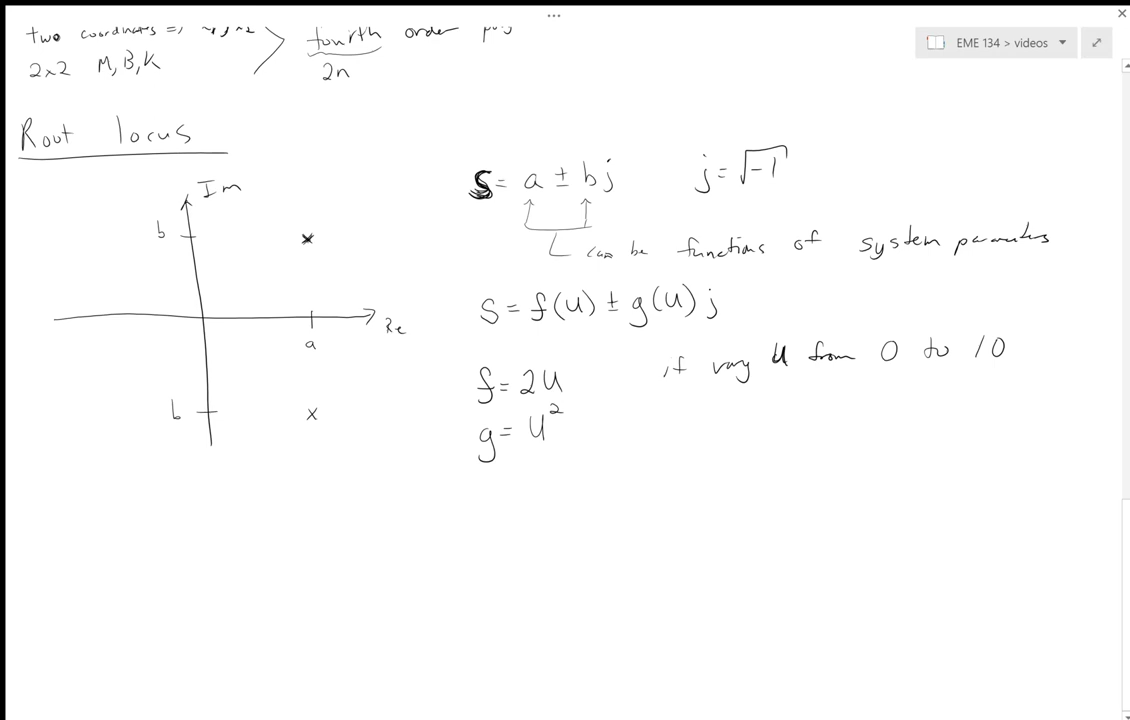 two coordinates =>
fourth order
2x2 M, B, K
2n
EME 134 > videos
Root locus
Im
b
Re
a
b
S = a ± bj
j = √-1
can be functions of system
S = f(u) ± g(u) j
f = 2u
if vary u from 0 to 10
g = u²